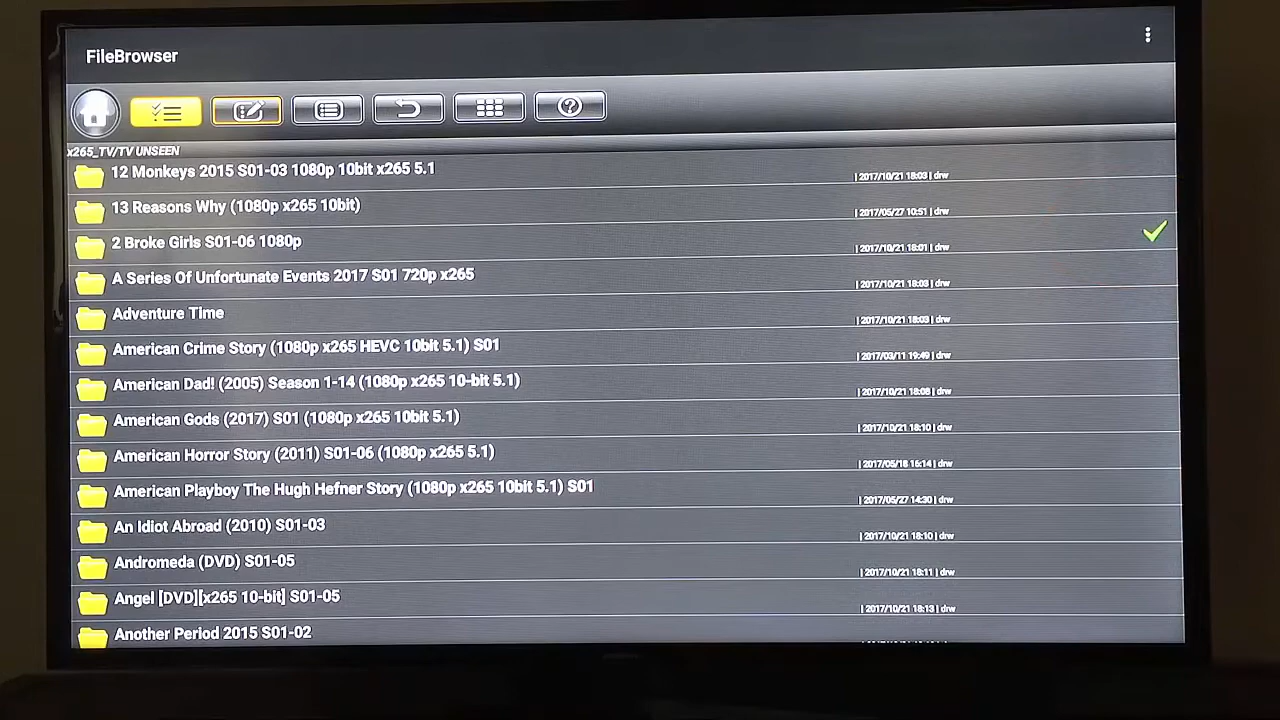 FileBrowser
x265_TV/TV UNSEEN
12 Monkeys 2015 S01-03 1080p 10bit x265 5.1
| 2017/10/21 18:03 | drw
13 Reasons Why (1080p x265 10bit)
| 2017/05/27 10:51 | drw
2 Broke Girls S01-06 1080p
| 2017/10/21 18:01 | drw
A Series Of Unfortunate Events 2017 S01 720p x265
| 2017/10/21 18:03 | drw
Adventure Time
| 2017/10/21 18:03 | drw
American Crime Story (1080p x265 HEVC 10bit 5.1) S01
| 2017/03/11 19:49 | drw
American Dad! (2005) Season 1-14 (1080p x265 10-bit 5.1)
| 2017/10/21 18:08 | drw
American Gods (2017) S01 (1080p x265 10bit 5.1)
| 2017/10/21 18:10 | drw
American Horror Story (2011) S01-06 (1080p x265 5.1)
| 2017/05/18 16:14 | drw
American Playboy The Hugh Hefner Story (1080p x265 10bit 5.1) S01
| 2017/05/27 14:30 | drw
An Idiot Abroad (2010) S01-03
| 2017/10/21 18:10 | drw
Andromeda (DVD) S01-05
| 2017/10/21 18:11 | drw
Angel [DVD][x265 10-bit] S01-05
| 2017/10/21 18:13 | drw
Another Period 2015 S01-02